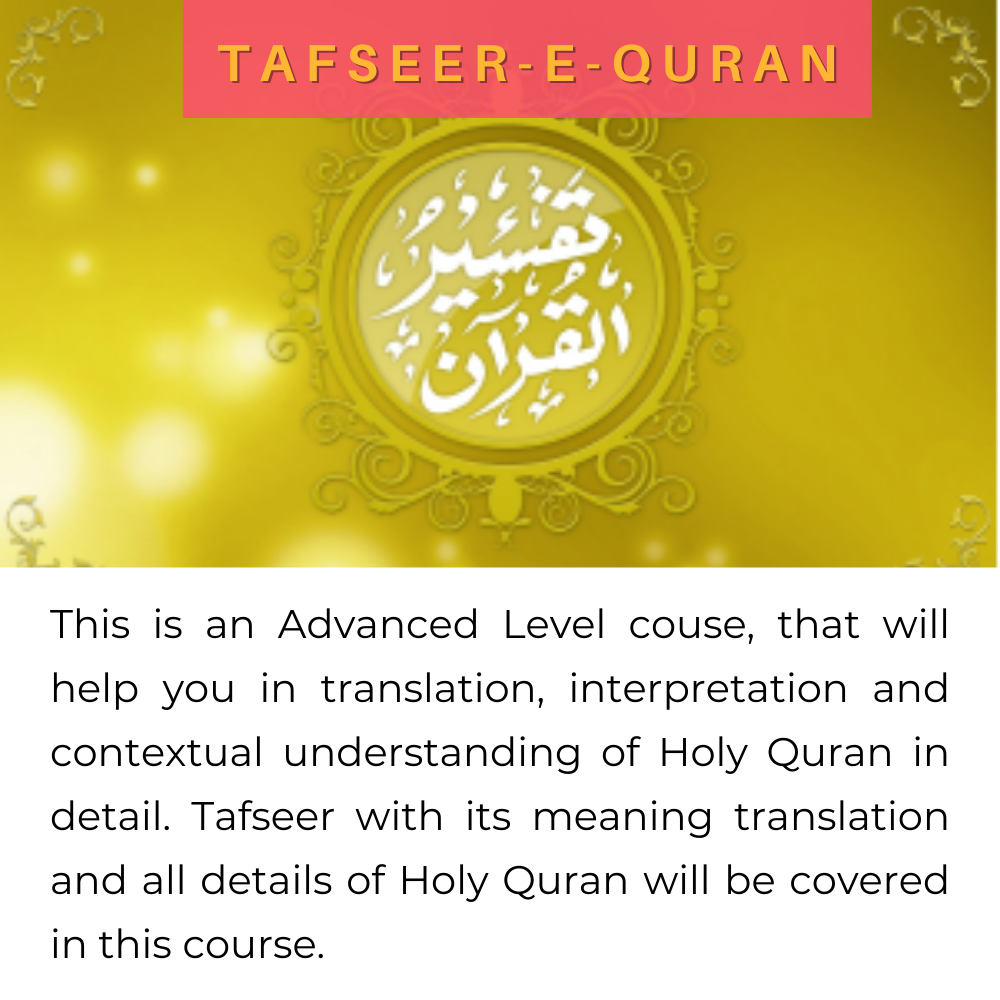 TAFSEER-E-QURAN
تفسير
القرآن
This is an Advanced Level couse, that will
help you in translation, interpretation and
contextual understanding of Holy Quran in
detail. Tafseer with its meaning translation
and all details of Holy Quran will be covered
in this course.